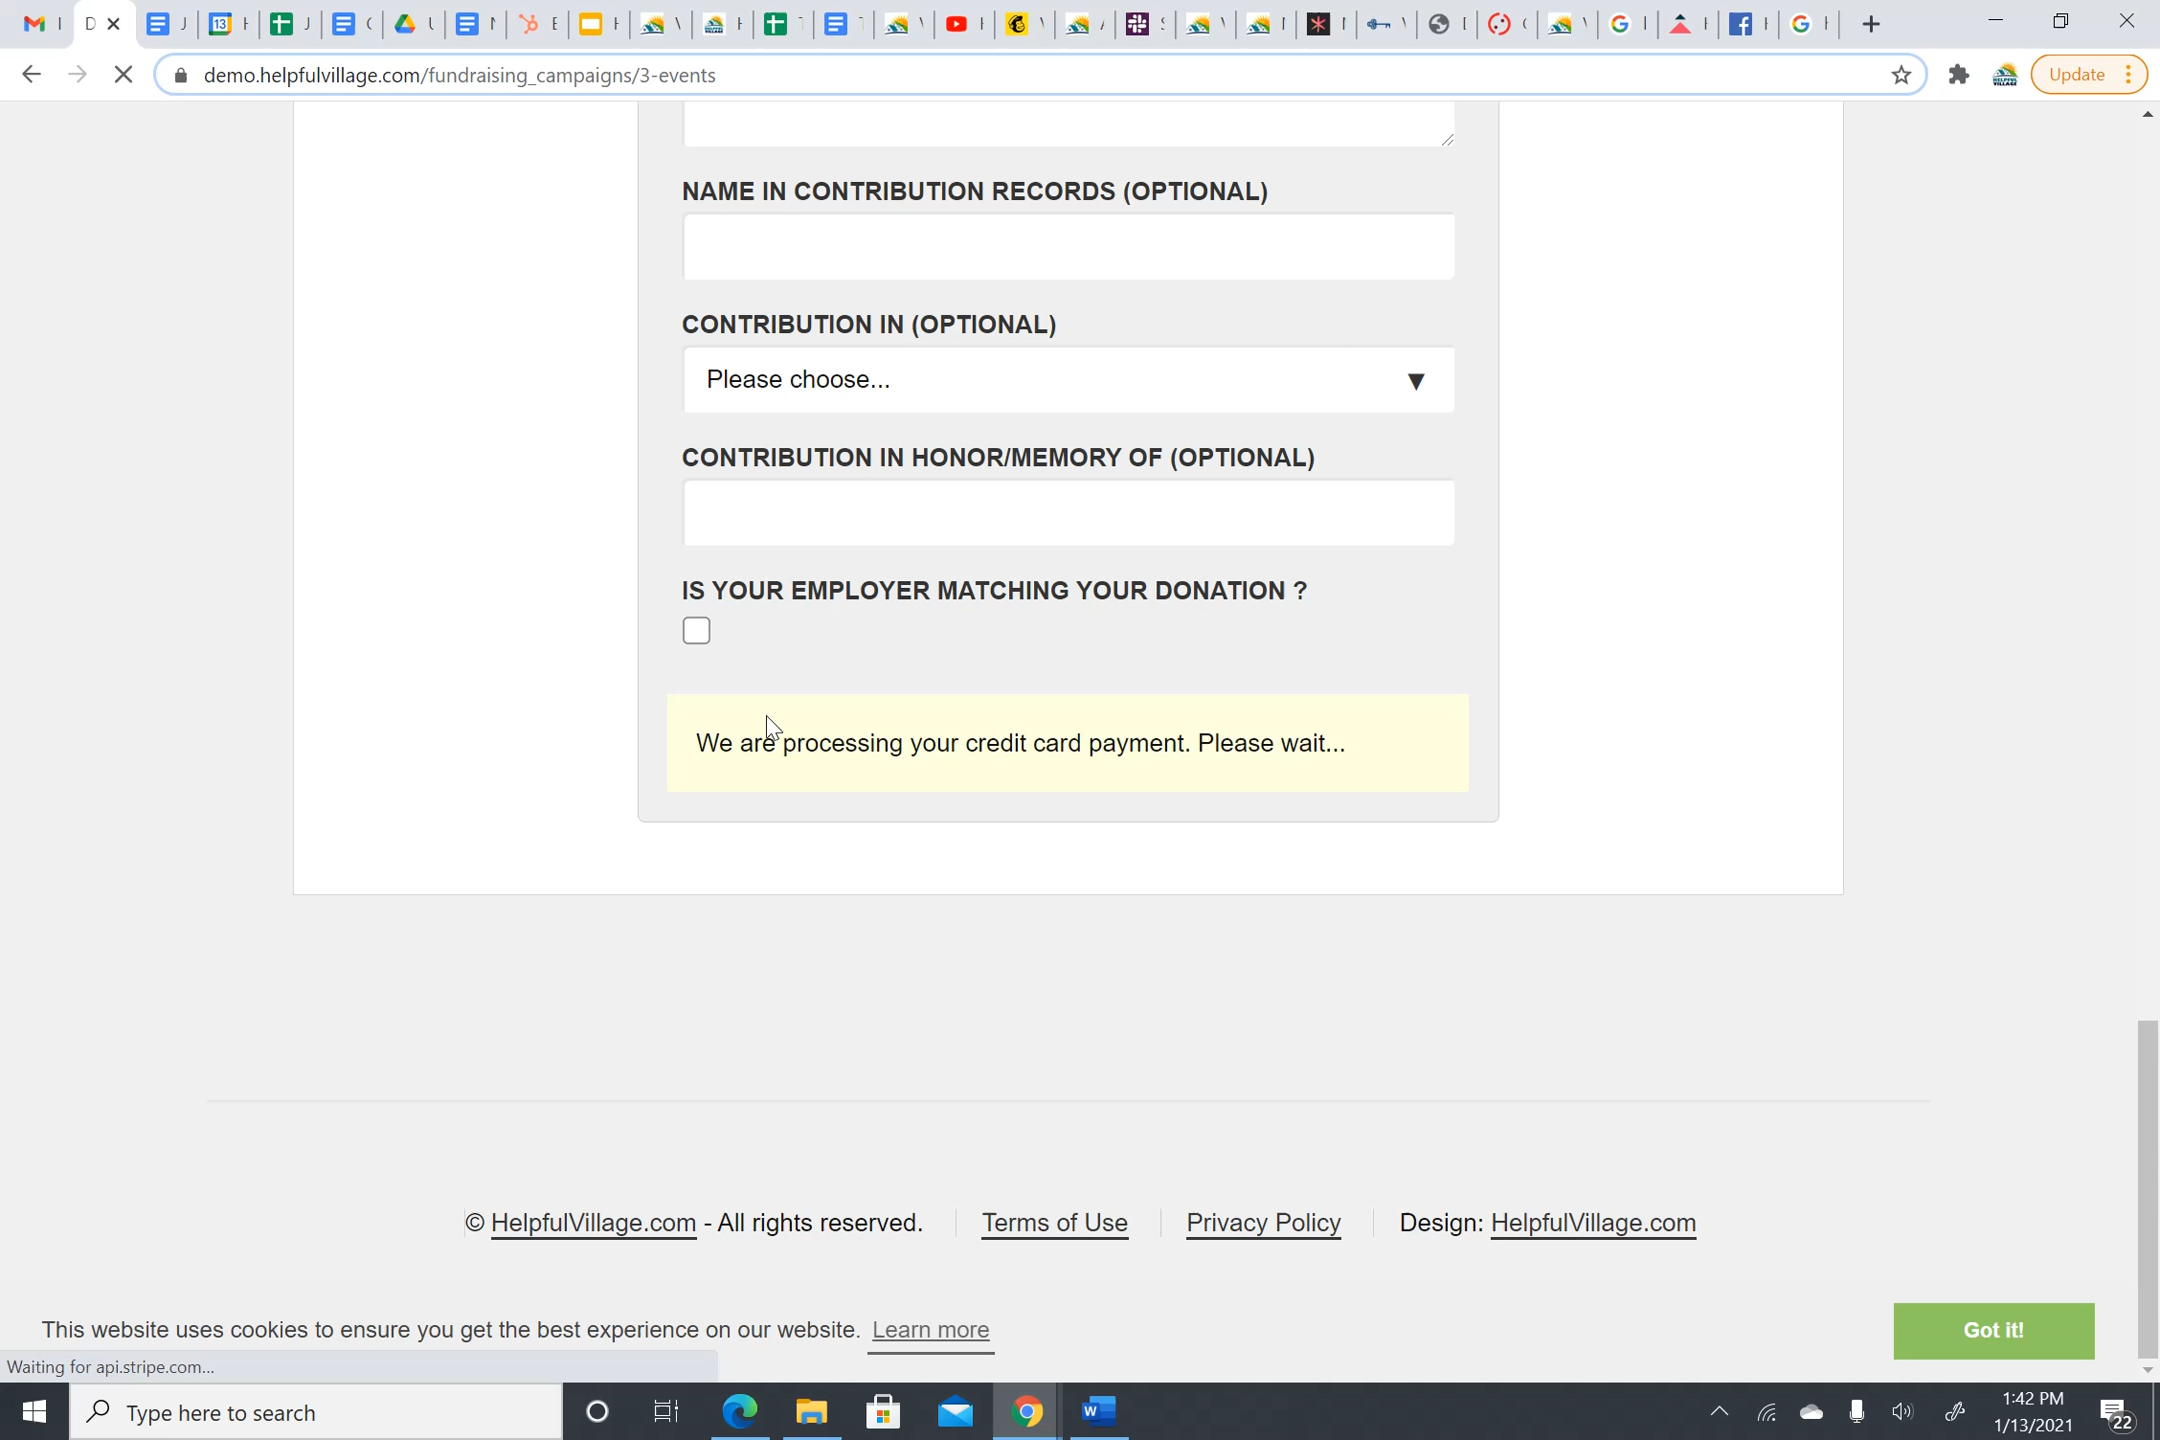 demo.helpfulvillage.com/fundraising_campaigns/3-events
Update
NAME IN CONTRIBUTION RECORDS (OPTIONAL)
CONTRIBUTION IN (OPTIONAL)
Please choose...
CONTRIBUTION IN HONOR/MEMORY OF (OPTIONAL)
IS YOUR EMPLOYER MATCHING YOUR DONATION ?
We are processing your credit card payment. Please wait...
© HelpfulVillage.com - All rights reserved. Terms of Use Privacy Policy Design: HelpfulVillage.com
This website uses cookies to ensure you get the best experience on our website. Learn more
Got it!
Waiting for api.stripe.com...
Type here to search
1:42 PM
1/13/2021
22